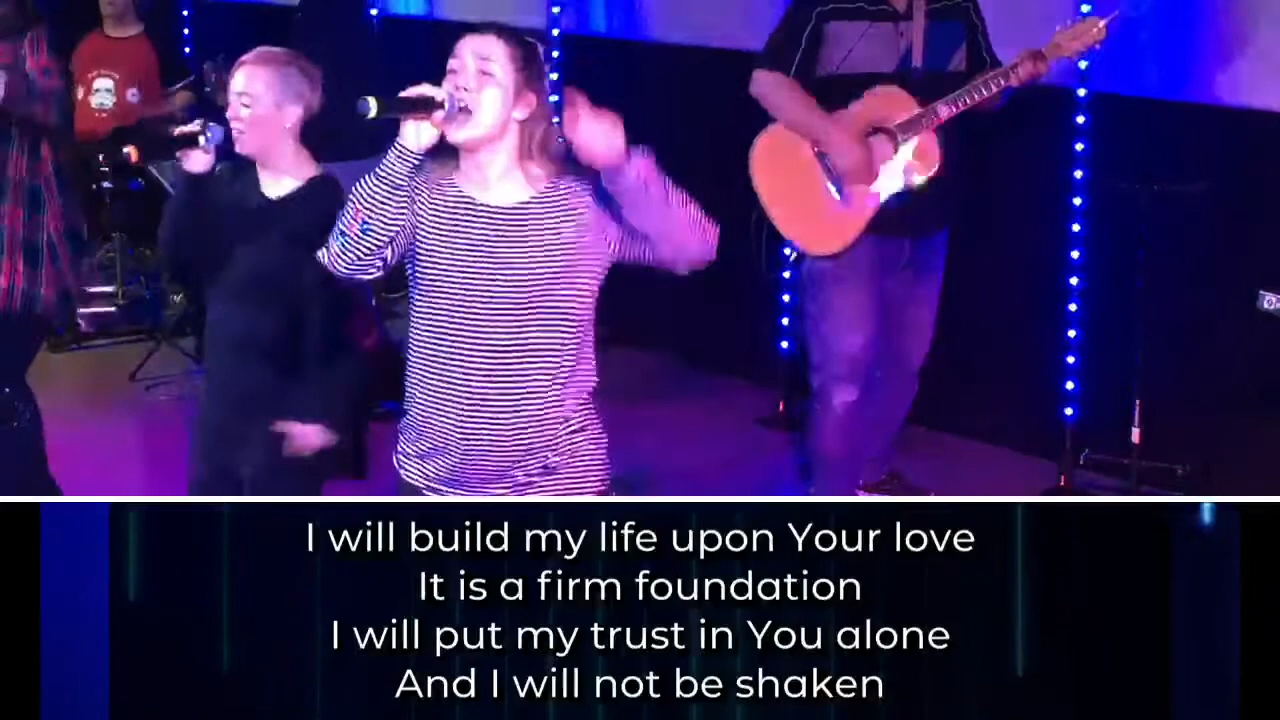 I will build my life upon Your love
It is a firm foundation
I will put my trust in You alone
And I will not be shaken